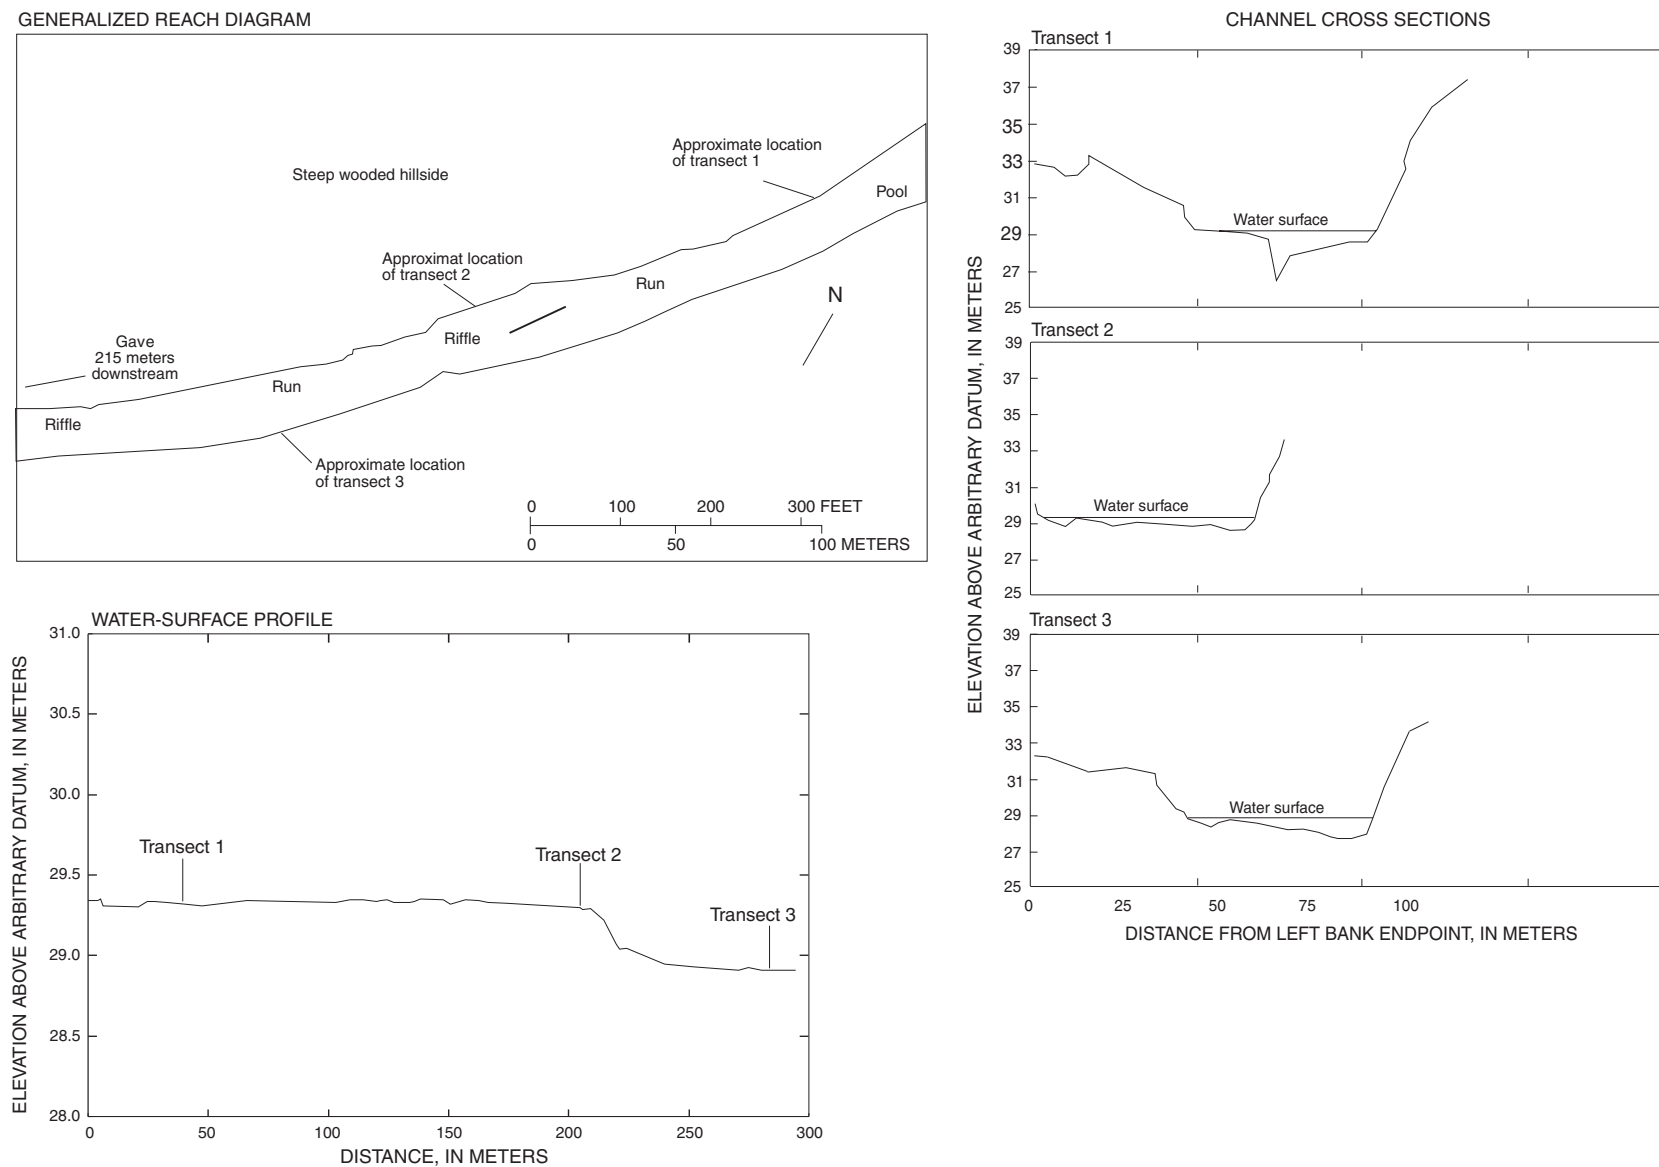 GENERALIZED REACH DIAGRAM
Approximate location
of transect 1
Steep wooded hillside
Pool
Approximat location
of transect 2
Run
N
Riffle
Gave
215 meters
downstream
Run
Riffle
Approximate location
of transect 3
0 100 200 300 FEET
0 50 100 METERS
WATER-SURFACE PROFILE
ELEVATION ABOVE ARBITRARY DATUM, IN METERS
31.0
30.5
30.0
29.5
29.0
28.5
28.0
Transect 1
Transect 2
Transect 3
0 50 100 150 200 250 300
DISTANCE, IN METERS
CHANNEL CROSS SECTIONS
ELEVATION ABOVE ARBITRARY DATUM, IN METERS
Transect 1
39
37
35
33
31
29
27
25
Water surface
Transect 2
39
37
35
33
31
29
27
25
Water surface
Transect 3
39
37
35
33
31
29
27
25
Water surface
0 25 50 75 100
DISTANCE FROM LEFT BANK ENDPOINT, IN METERS